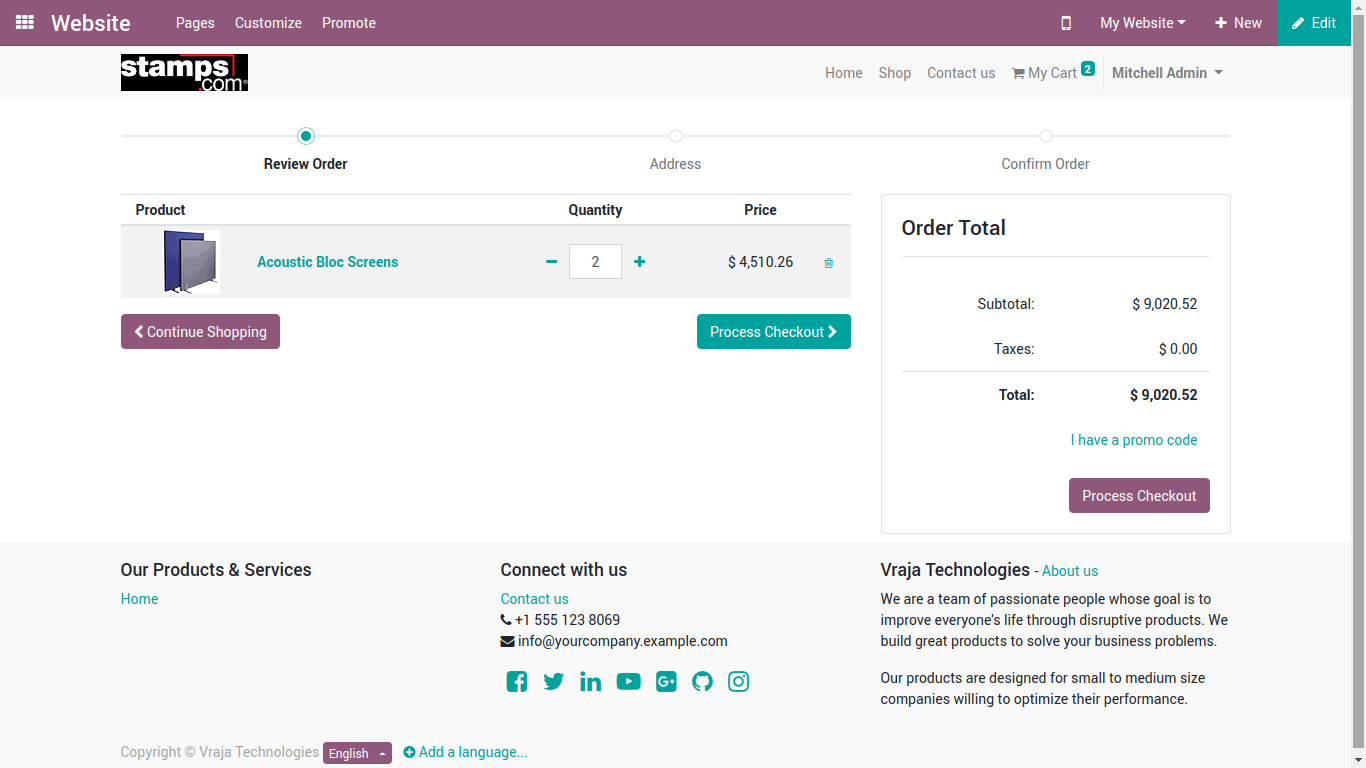 Website Pages Customize Promote My Website New Edit
stamps.com®
Home Shop Contact us My Cart 2 Mitchell Admin
Review Order Address Confirm Order
Product Quantity Price
Acoustic Bloc Screens 2 $ 4,510.26
Continue Shopping Process Checkout
Order Total
Subtotal: $ 9,020.52
Taxes: $ 0.00
Total: $ 9,020.52
I have a promo code
Process Checkout
Our Products & Services
Home
Connect with us
Contact us
+1 555 123 8069
info@yourcompany.example.com
Vraja Technologies - About us
We are a team of passionate people whose goal is to
improve everyone's life through disruptive products. We
build great products to solve your business problems.
Our products are designed for small to medium size
companies willing to optimize their performance.
Copyright © Vraja Technologies English Add a language...